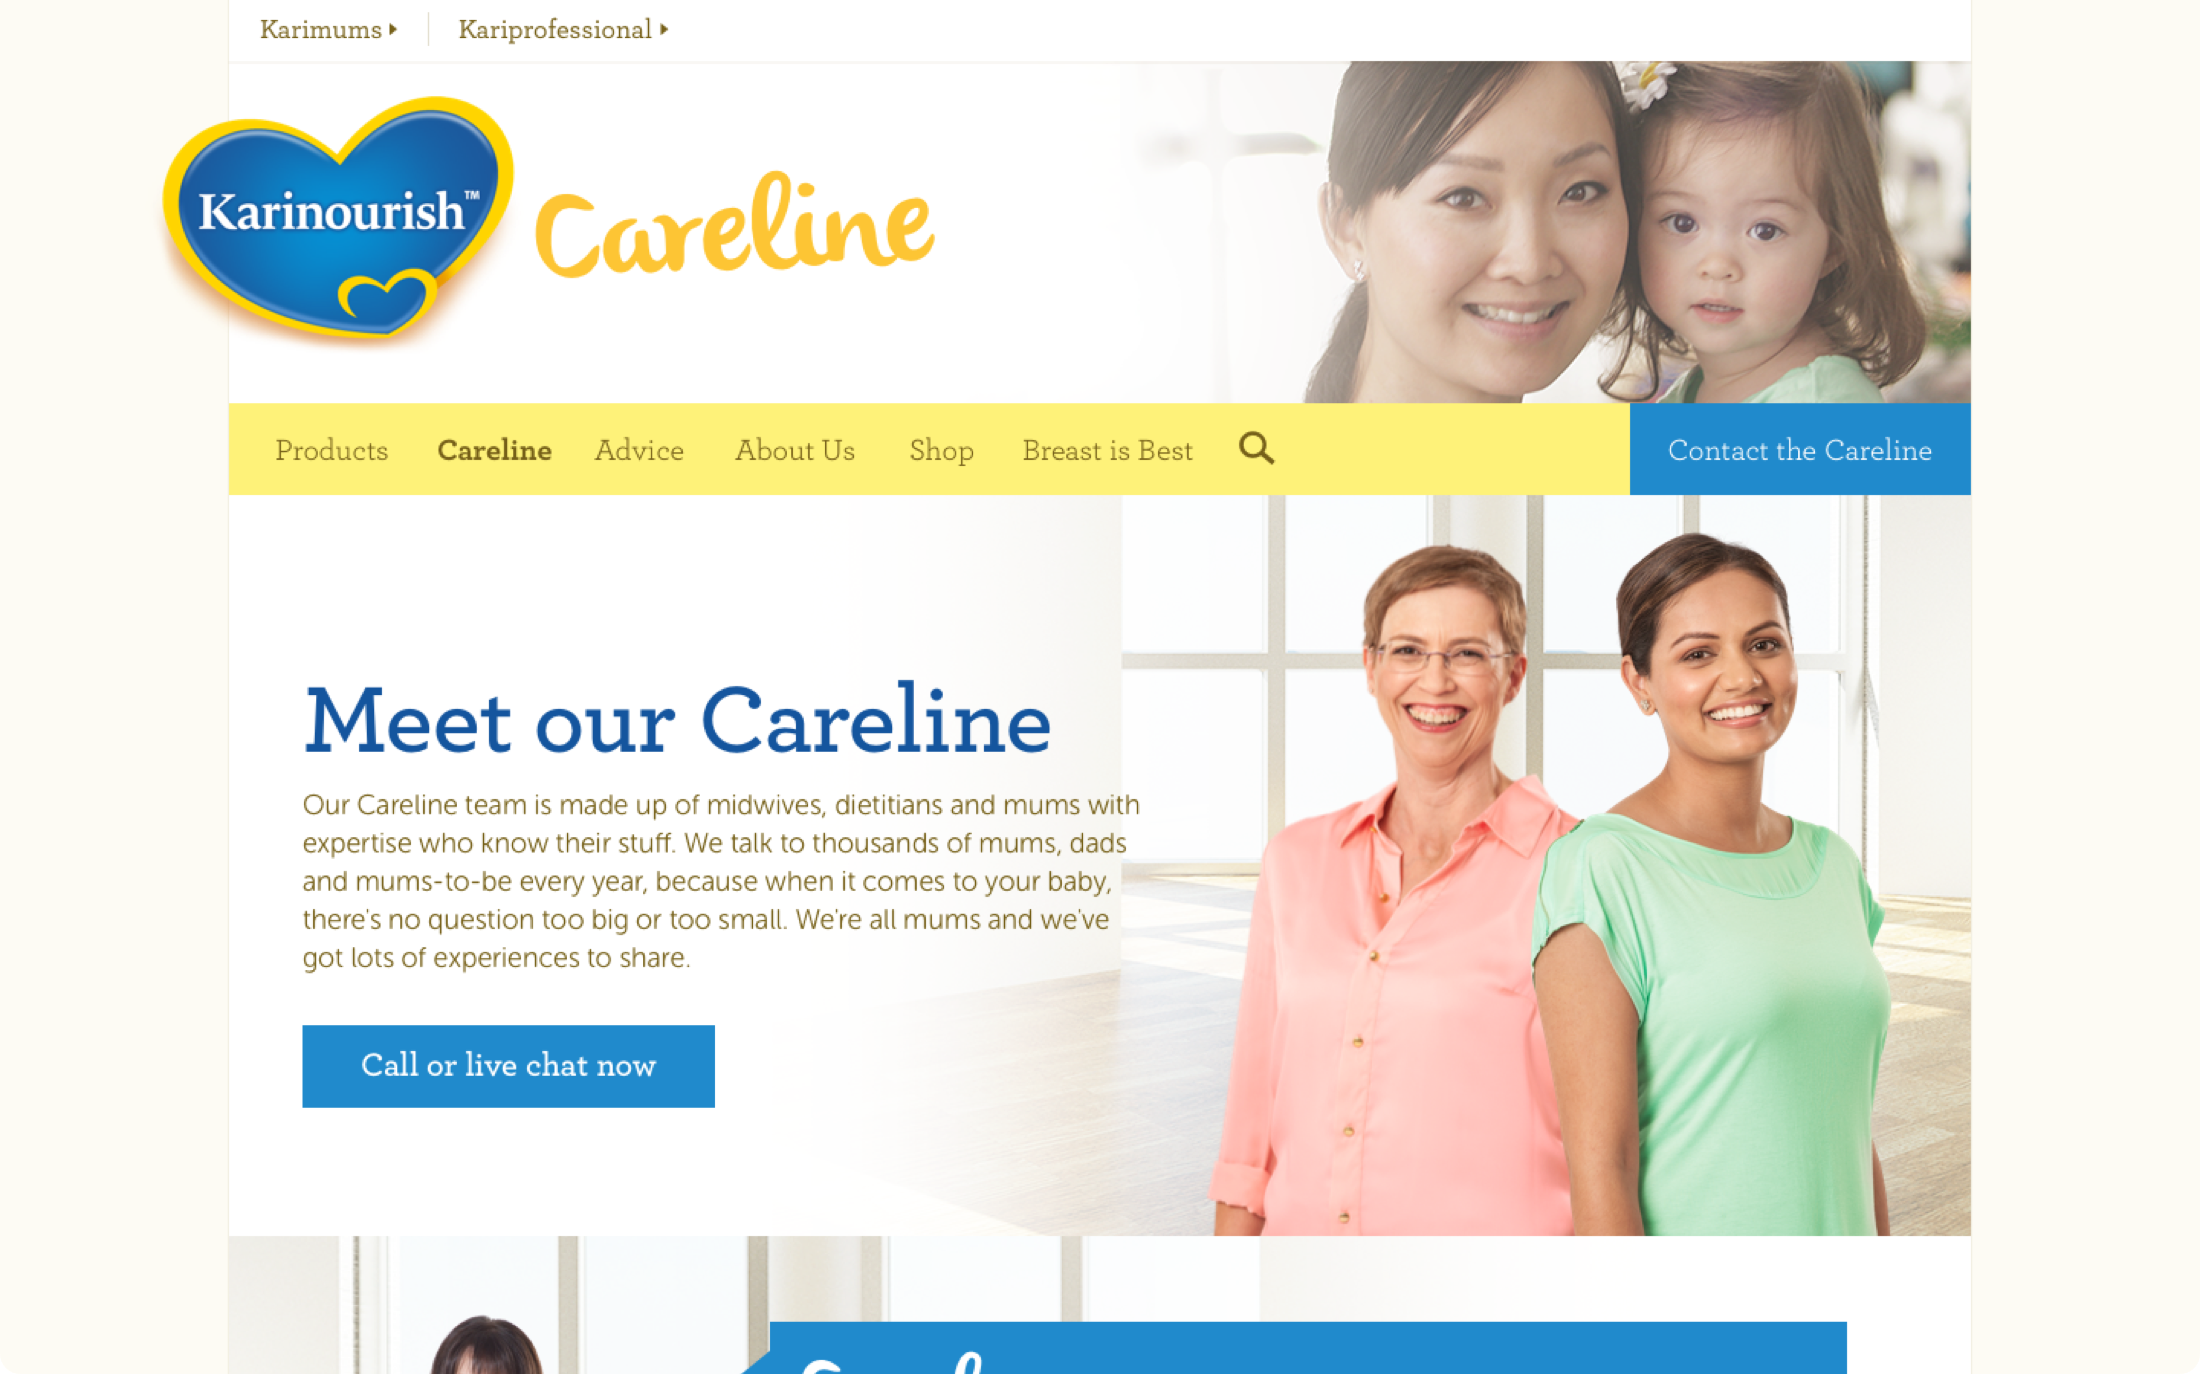 Karimums
Kariprofessional
Karinourish™
Careline
Products
Careline
Advice
About Us
Shop
Breast is Best
Contact the Careline
Meet our Careline
Our Careline team is made up of midwives, dietitians and mums with
expertise who know their stuff. We talk to thousands of mums, dads
and mums-to-be every year, because when it comes to your baby,
there's no question too big or too small. We're all mums and we've
got lots of experiences to share.
Call or live chat now